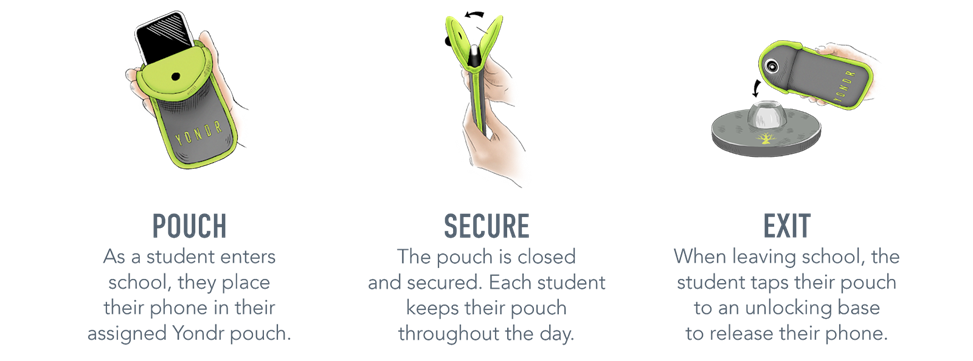 YONDR
YONDR
POUCH
As a student enters
school, they place
their phone in their
assigned Yondr pouch.
SECURE
The pouch is closed
and secured. Each student
keeps their pouch
throughout the day.
EXIT
When leaving school, the
student taps their pouch
to an unlocking base
to release their phone.